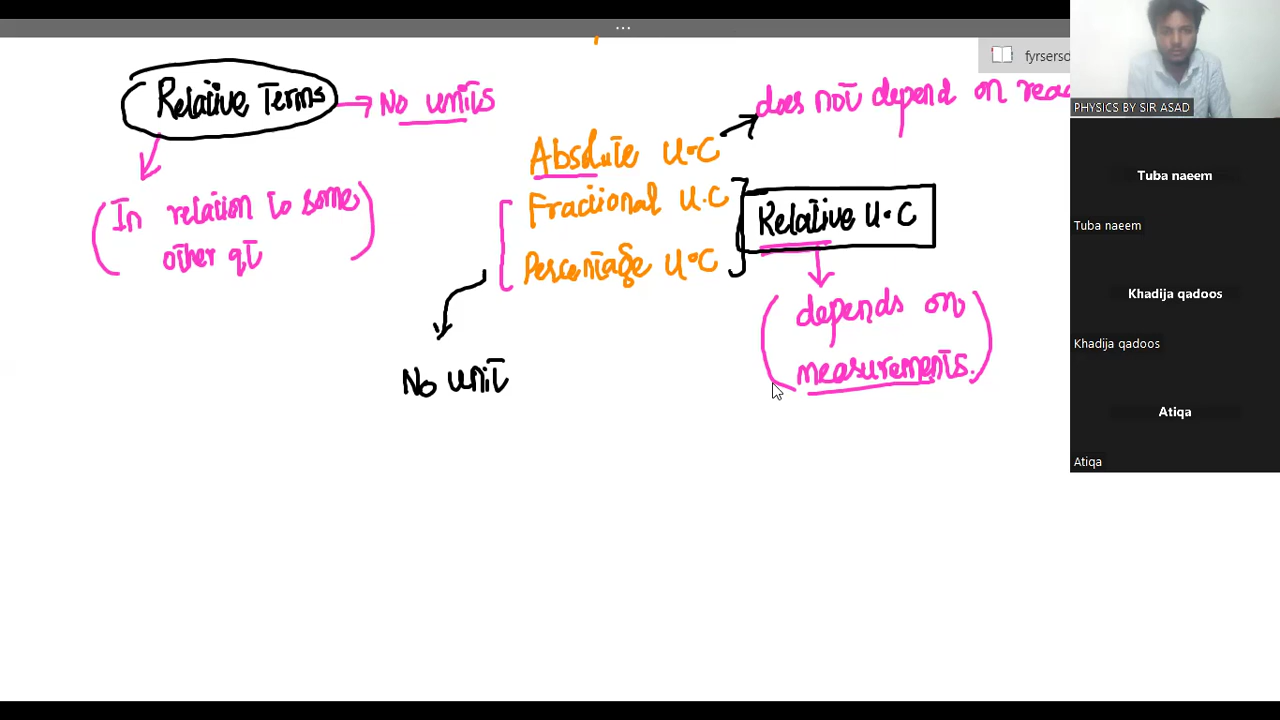 ...
fyrserso
Relative Terms
No units
does not depend on
Absolute U.C
Fractional U.C
Relative U.C
Percentage U.C
(In relation to some
other qt)
(depends on
measurements.)
No unit
PHYSICS BY SIR ASAD
Tuba naeem
Tuba naeem
Khadija qadoos
Khadija qadoos
Atiqa
Atiqa